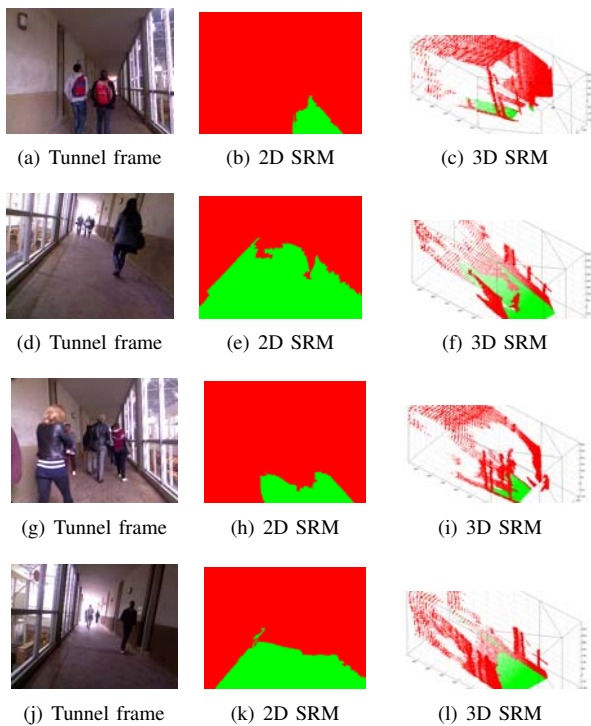 (a) Tunnel frame
(b) 2D SRM
(c) 3D SRM
(d) Tunnel frame
(e) 2D SRM
(f) 3D SRM
(g) Tunnel frame
(h) 2D SRM
(i) 3D SRM
(j) Tunnel frame
(k) 2D SRM
(l) 3D SRM